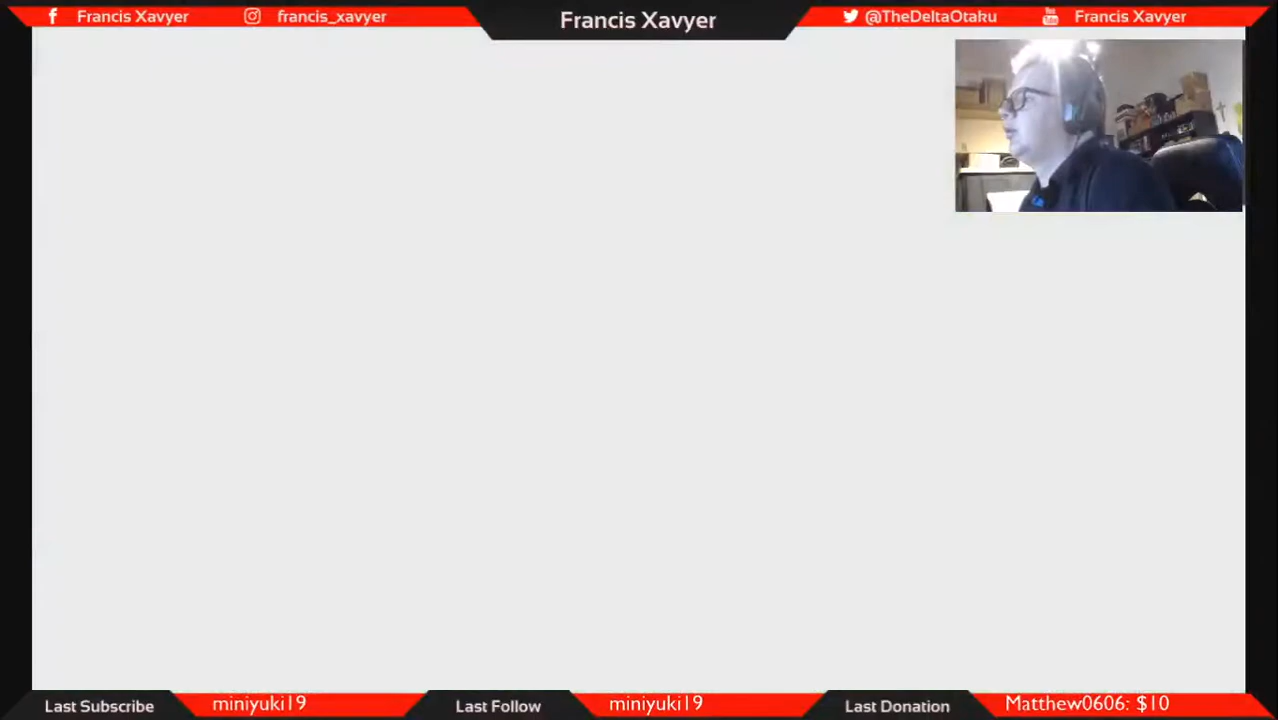 Francis Xavyer
francis_xavyer
Francis Xavyer
@TheDeltaOtaku
Francis Xavyer
Last Subscribe
miniyuki19
Last Follow
miniyuki19
Last Donation
Matthew0606: $10